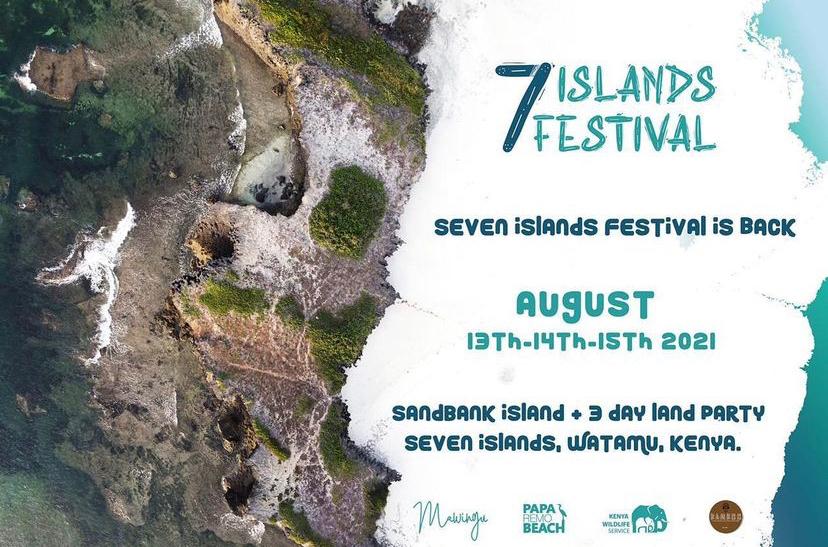 7 ISLANDS
FESTIVAL
SEVEN ISLANDS FESTIVAL IS BACK
AUGUST
13Th-14Th-15Th 2021
SANDBANK ISLAND + 3 DAY LAND PARTY
SEVEN ISLANDS, WATAMU, KENYA.
Mawingu
PAPA
REMO
BEACH
KENYA
WILDLIFE
SERVICE
BAMBOO